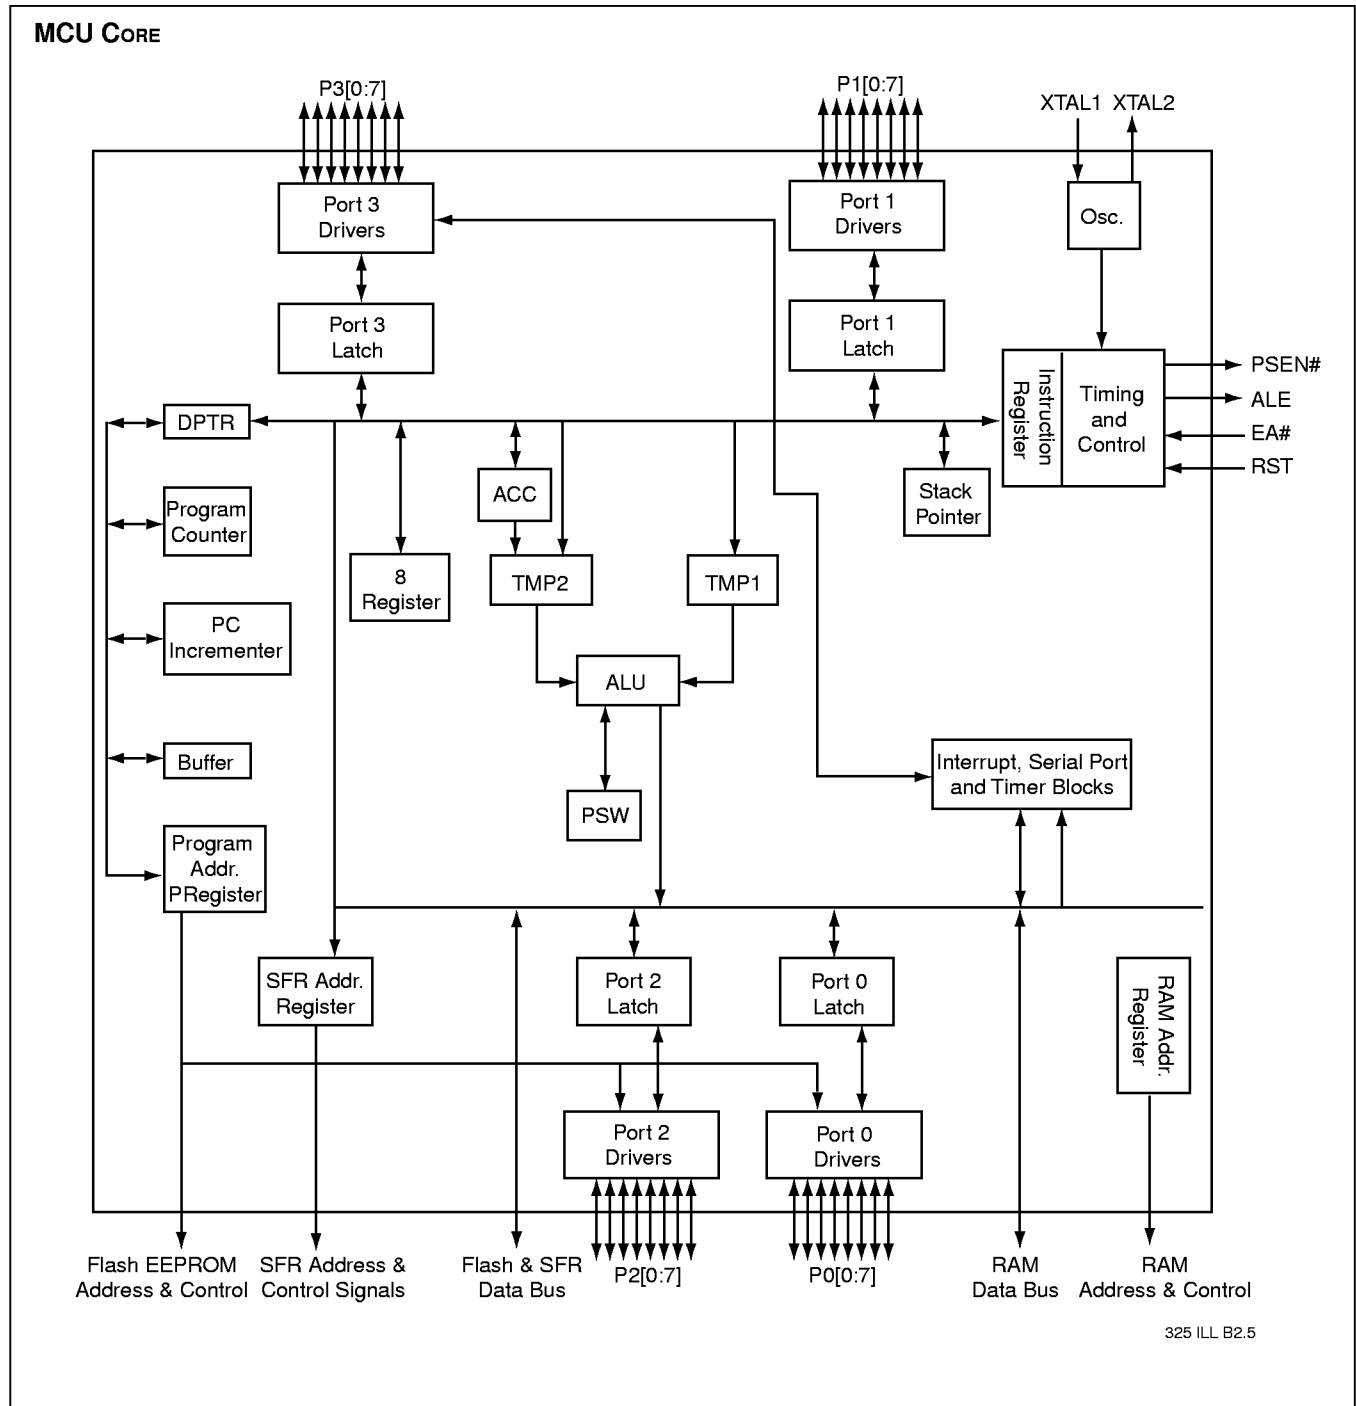 MCU CORE
P3[0:7]
P1[0:7]
XTAL1 XTAL2
Port 3
Drivers
Port 1
Drivers
Osc.
Port 3
Latch
Port 1
Latch
Instruction
Register
Timing
and
Control
PSEN#
ALE
EA#
RST
DPTR
ACC
Stack
Pointer
Program
Counter
8
Register
TMP2
TMP1
PC
Incrementer
ALU
Buffer
Interrupt, Serial Port
and Timer Blocks
PSW
Program
Addr.
PRegister
SFR Addr.
Register
Port 2
Latch
Port 0
Latch
RAM Addr.
Register
Port 2
Drivers
Port 0
Drivers
Flash EEPROM
Address & Control
SFR Address &
Control Signals
Flash & SFR
Data Bus
P2[0:7]
P0[0:7]
RAM
Data Bus
RAM
Address & Control
325 ILL B2.5